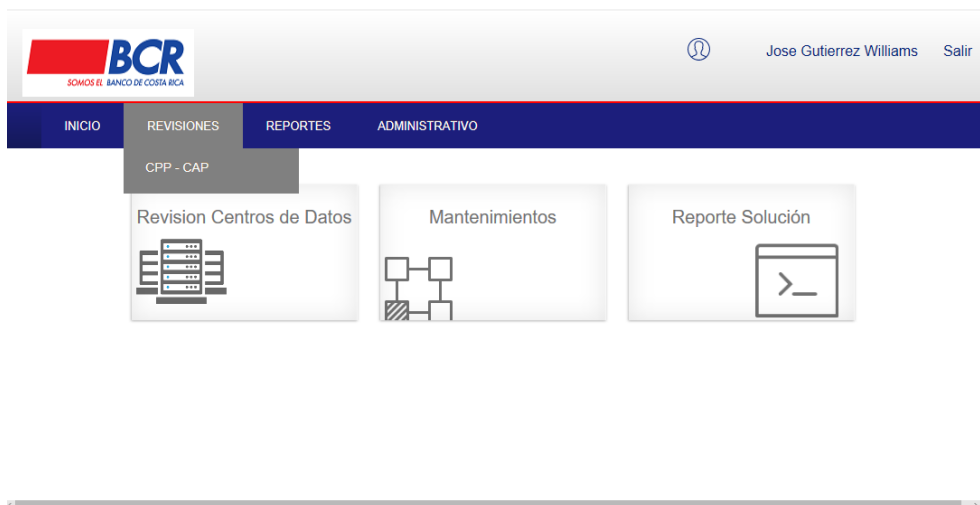 BCR
SOMOS EL BANCO DE COSTA RICA
Jose Gutierrez Williams Salir
INICIO REVISIONES REPORTES ADMINISTRATIVO
CPP - CAP
Revision Centros de Datos Mantenimientos Reporte Solución